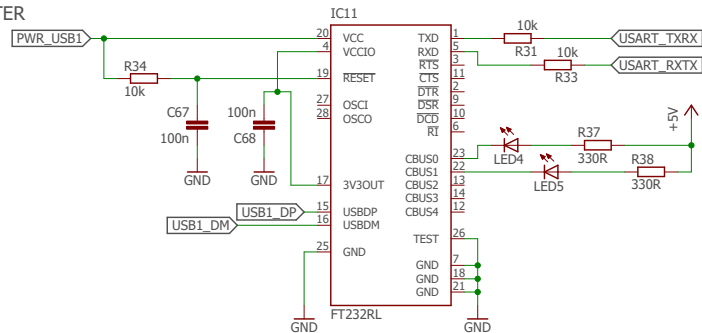 TER
IC11
PWR_USB1
20 VCC TXD 1
4 VCCIO RXD 5
RTS 3
19 RESET CTS 11
DTR 2
27 OSCI DSR 9
28 OSCO DCD 10
RI 6
CBUS0 23
CBUS1 22
17 3V3OUT CBUS2 13
CBUS3 14
15 USBDP CBUS4 12
16 USBDM
TEST 26
25 GND
GND 7
GND 18
GND 21
FT232RL
R34
10k
C67
100n
GND
100n
C68
GND
USB1_DP
USB1_DM
GND
10k
R31
USART_TXRX
10k
R33
USART_RXTX
+5V
LED4
R37
330R
LED5
R38
330R
GND